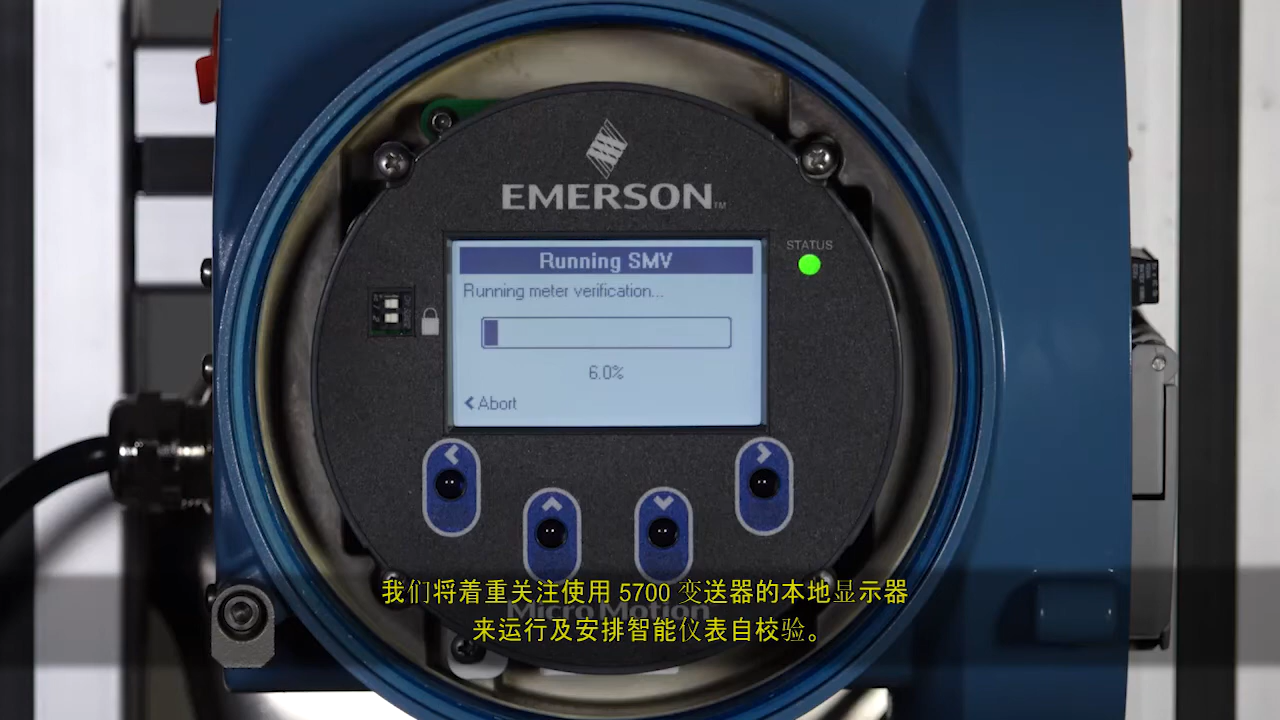 EMERSON™
STATUS
Running SMV
Running meter verification...
6.0%
Abort
Micro Motion
我们将着重关注使用 5700 变送器的本地显示器
来运行及安排智能仪表自校验。